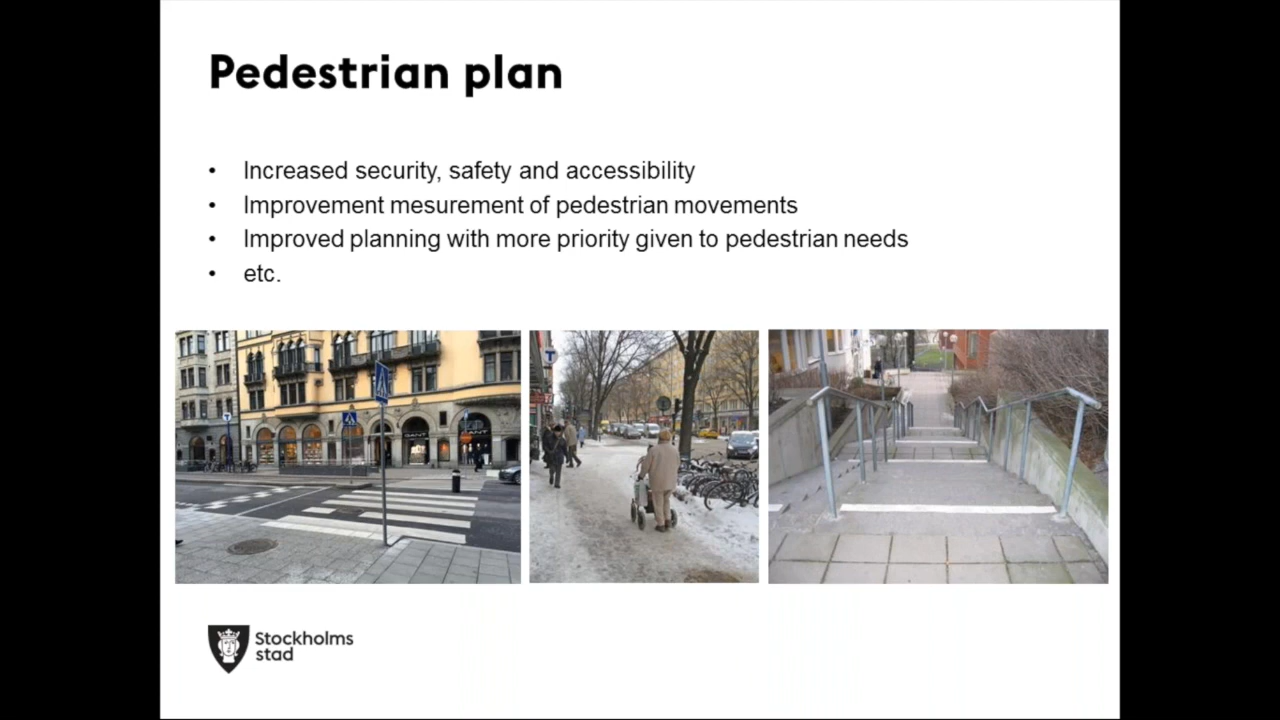 Pedestrian plan
• Increased security, safety and accessibility
• Improvement mesurement of pedestrian movements
• Improved planning with more priority given to pedestrian needs
• etc.
T
GANT
Stockholms
stad